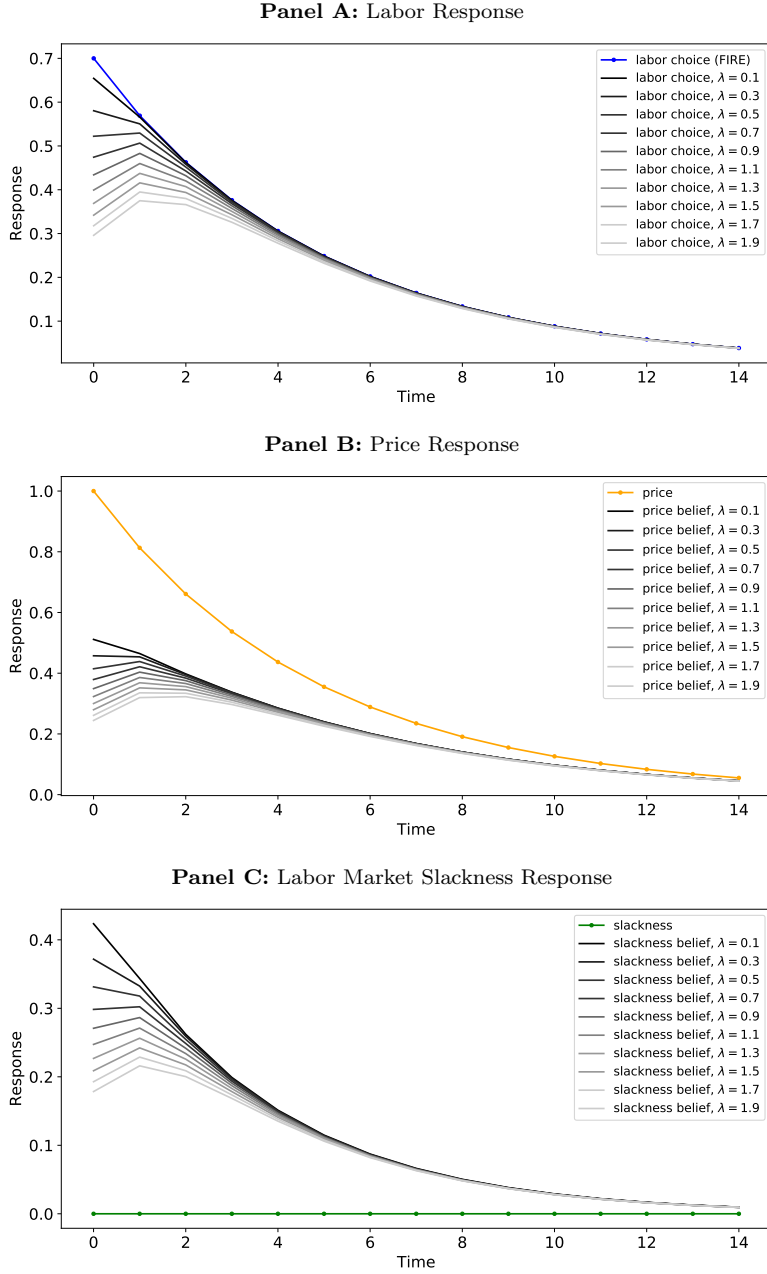 Panel A: Labor Response
Response
0.7
0.6
0.5
0.4
0.3
0.2
0.1
labor choice (FIRE)
labor choice, λ = 0.1
labor choice, λ = 0.3
labor choice, λ = 0.5
labor choice, λ = 0.7
labor choice, λ = 0.9
labor choice, λ = 1.1
labor choice, λ = 1.3
labor choice, λ = 1.5
labor choice, λ = 1.7
labor choice, λ = 1.9
0 2 4 6 8 10 12 14
Time
Panel B: Price Response
Response
1.0
0.8
0.6
0.4
0.2
0.0
price
price belief, λ = 0.1
price belief, λ = 0.3
price belief, λ = 0.5
price belief, λ = 0.7
price belief, λ = 0.9
price belief, λ = 1.1
price belief, λ = 1.3
price belief, λ = 1.5
price belief, λ = 1.7
price belief, λ = 1.9
0 2 4 6 8 10 12 14
Time
Panel C: Labor Market Slackness Response
Response
0.4
0.3
0.2
0.1
0.0
slackness
slackness belief, λ = 0.1
slackness belief, λ = 0.3
slackness belief, λ = 0.5
slackness belief, λ = 0.7
slackness belief, λ = 0.9
slackness belief, λ = 1.1
slackness belief, λ = 1.3
slackness belief, λ = 1.5
slackness belief, λ = 1.7
slackness belief, λ = 1.9
0 2 4 6 8 10 12 14
Time